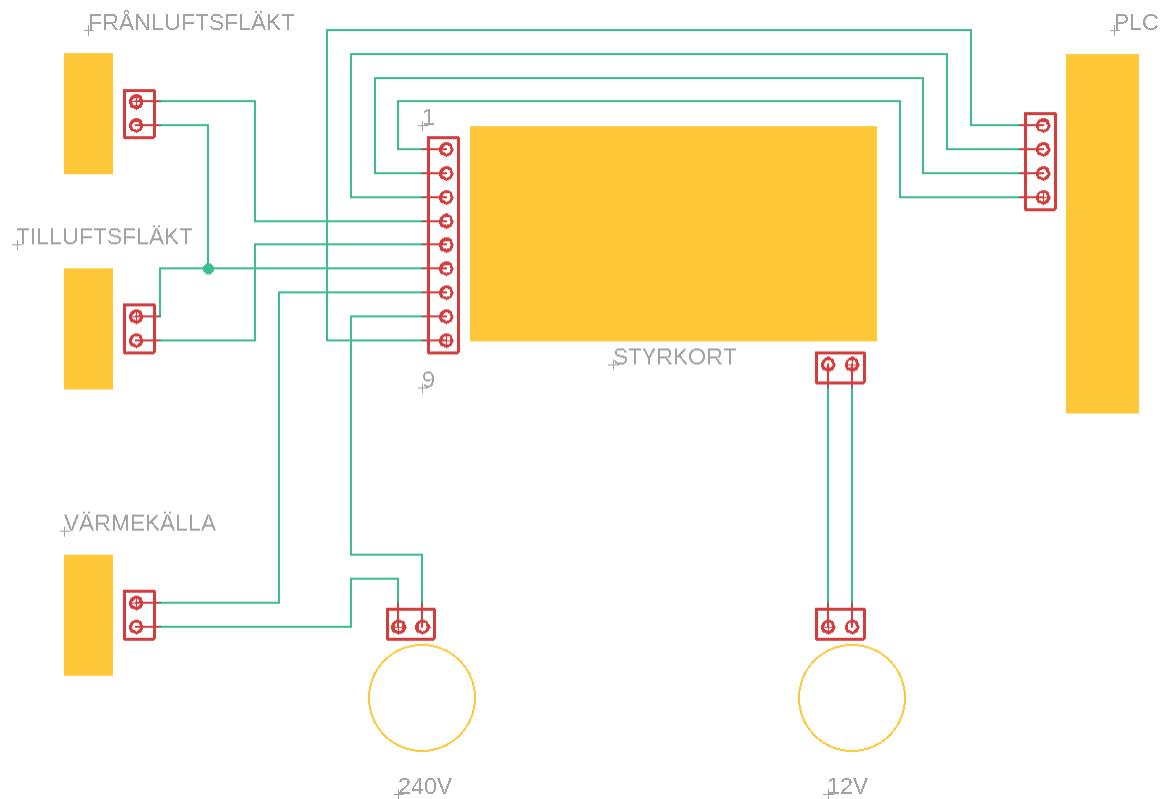 FRÅNLUFTSFLÄKT
PLC
1
TILLUFTSFLÄKT
STYRKORT
9
VÄRMEKÄLLA
240V
12V